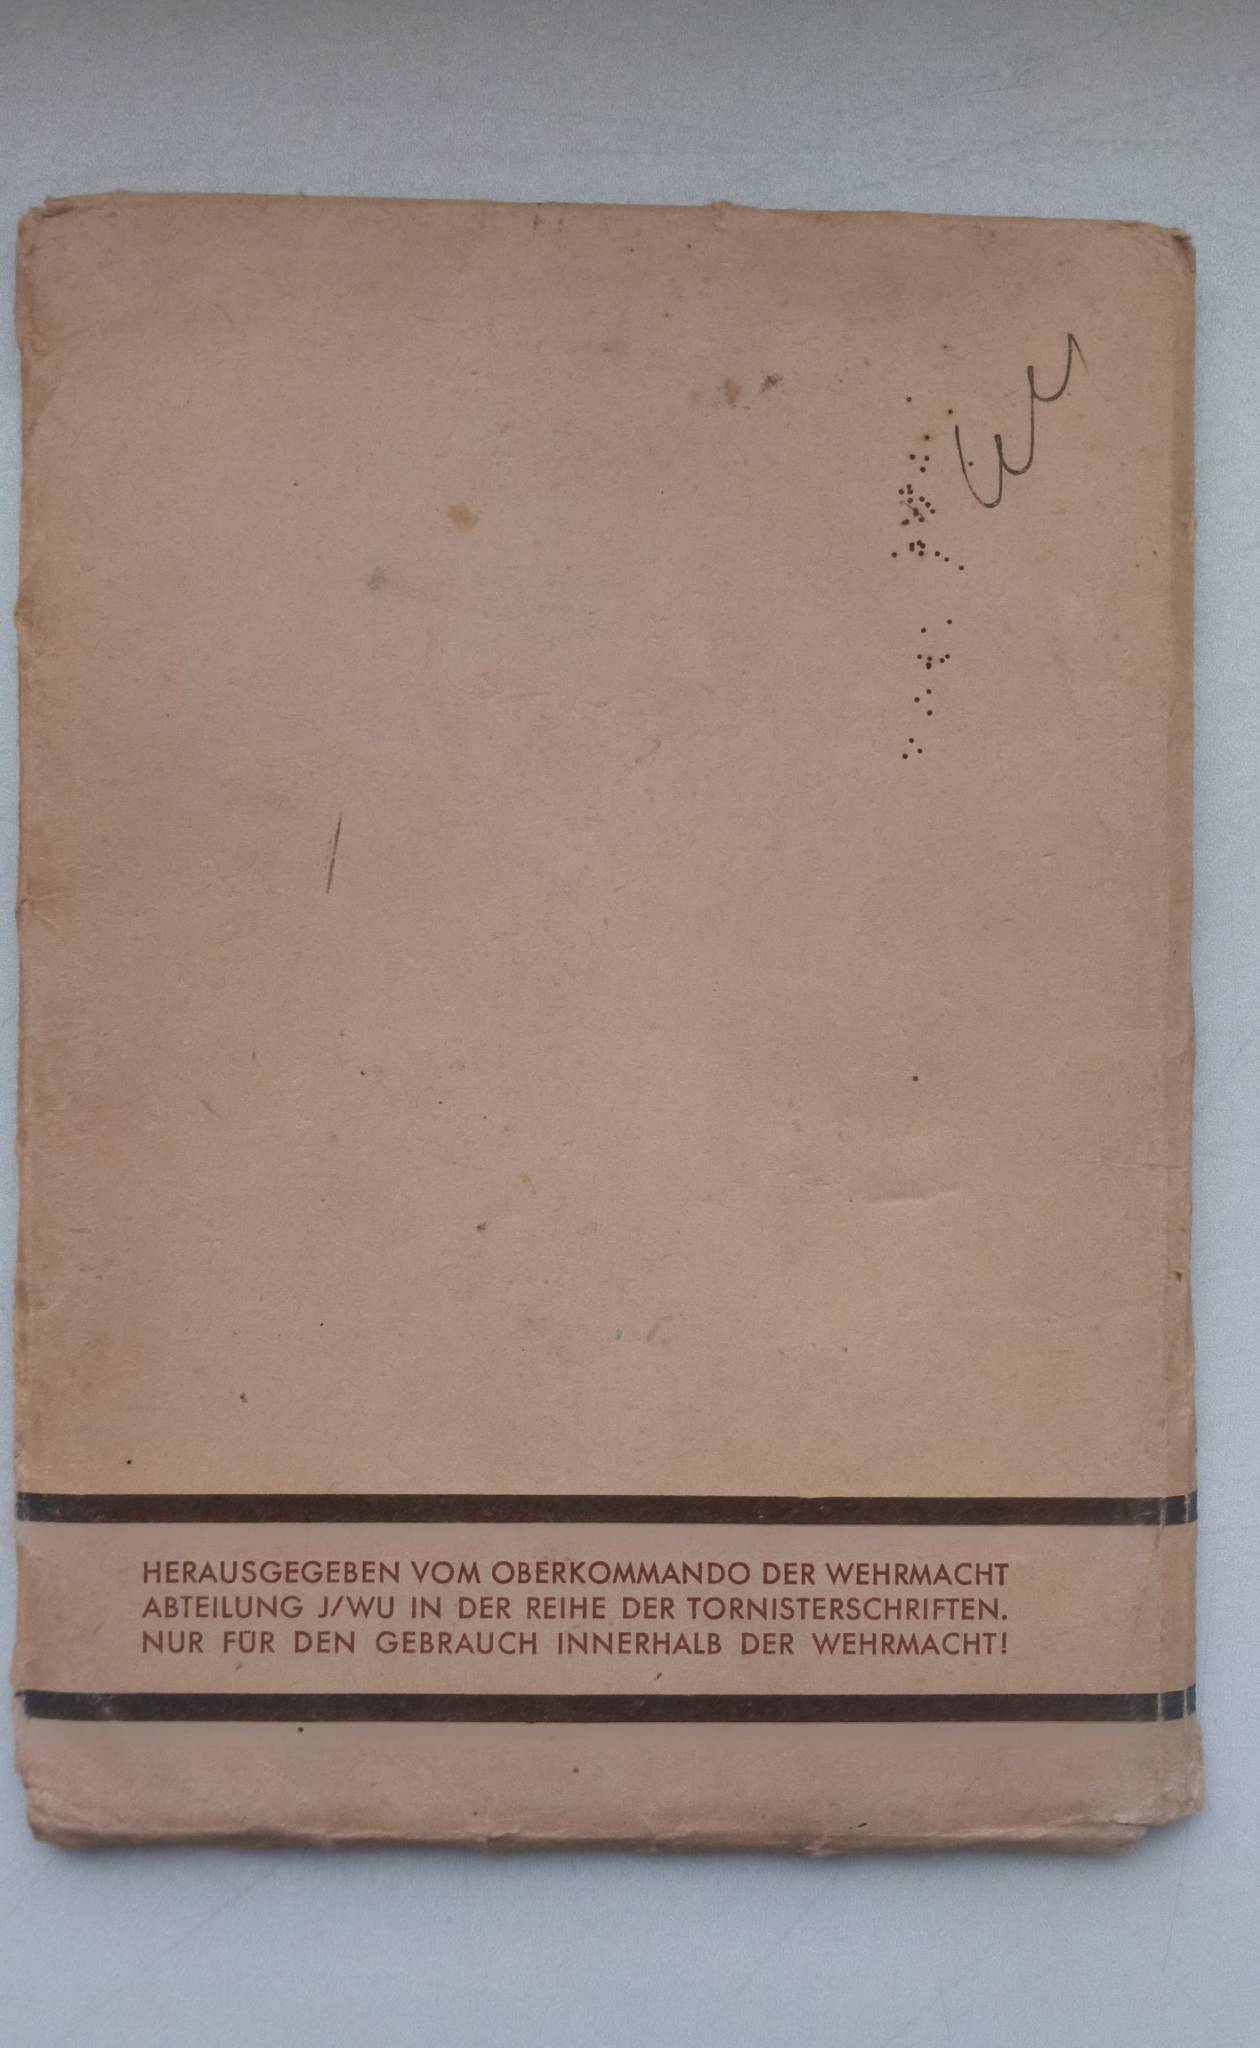 HERAUSGEGEBEN VOM OBERKOMMANDO DER WEHRMACHT
ABTEILUNG J/WU IN DER REIHE DER TORNISTERSCHRIFTEN.
NUR FÜR DEN GEBRAUCH INNERHALB DER WEHRMACHT!